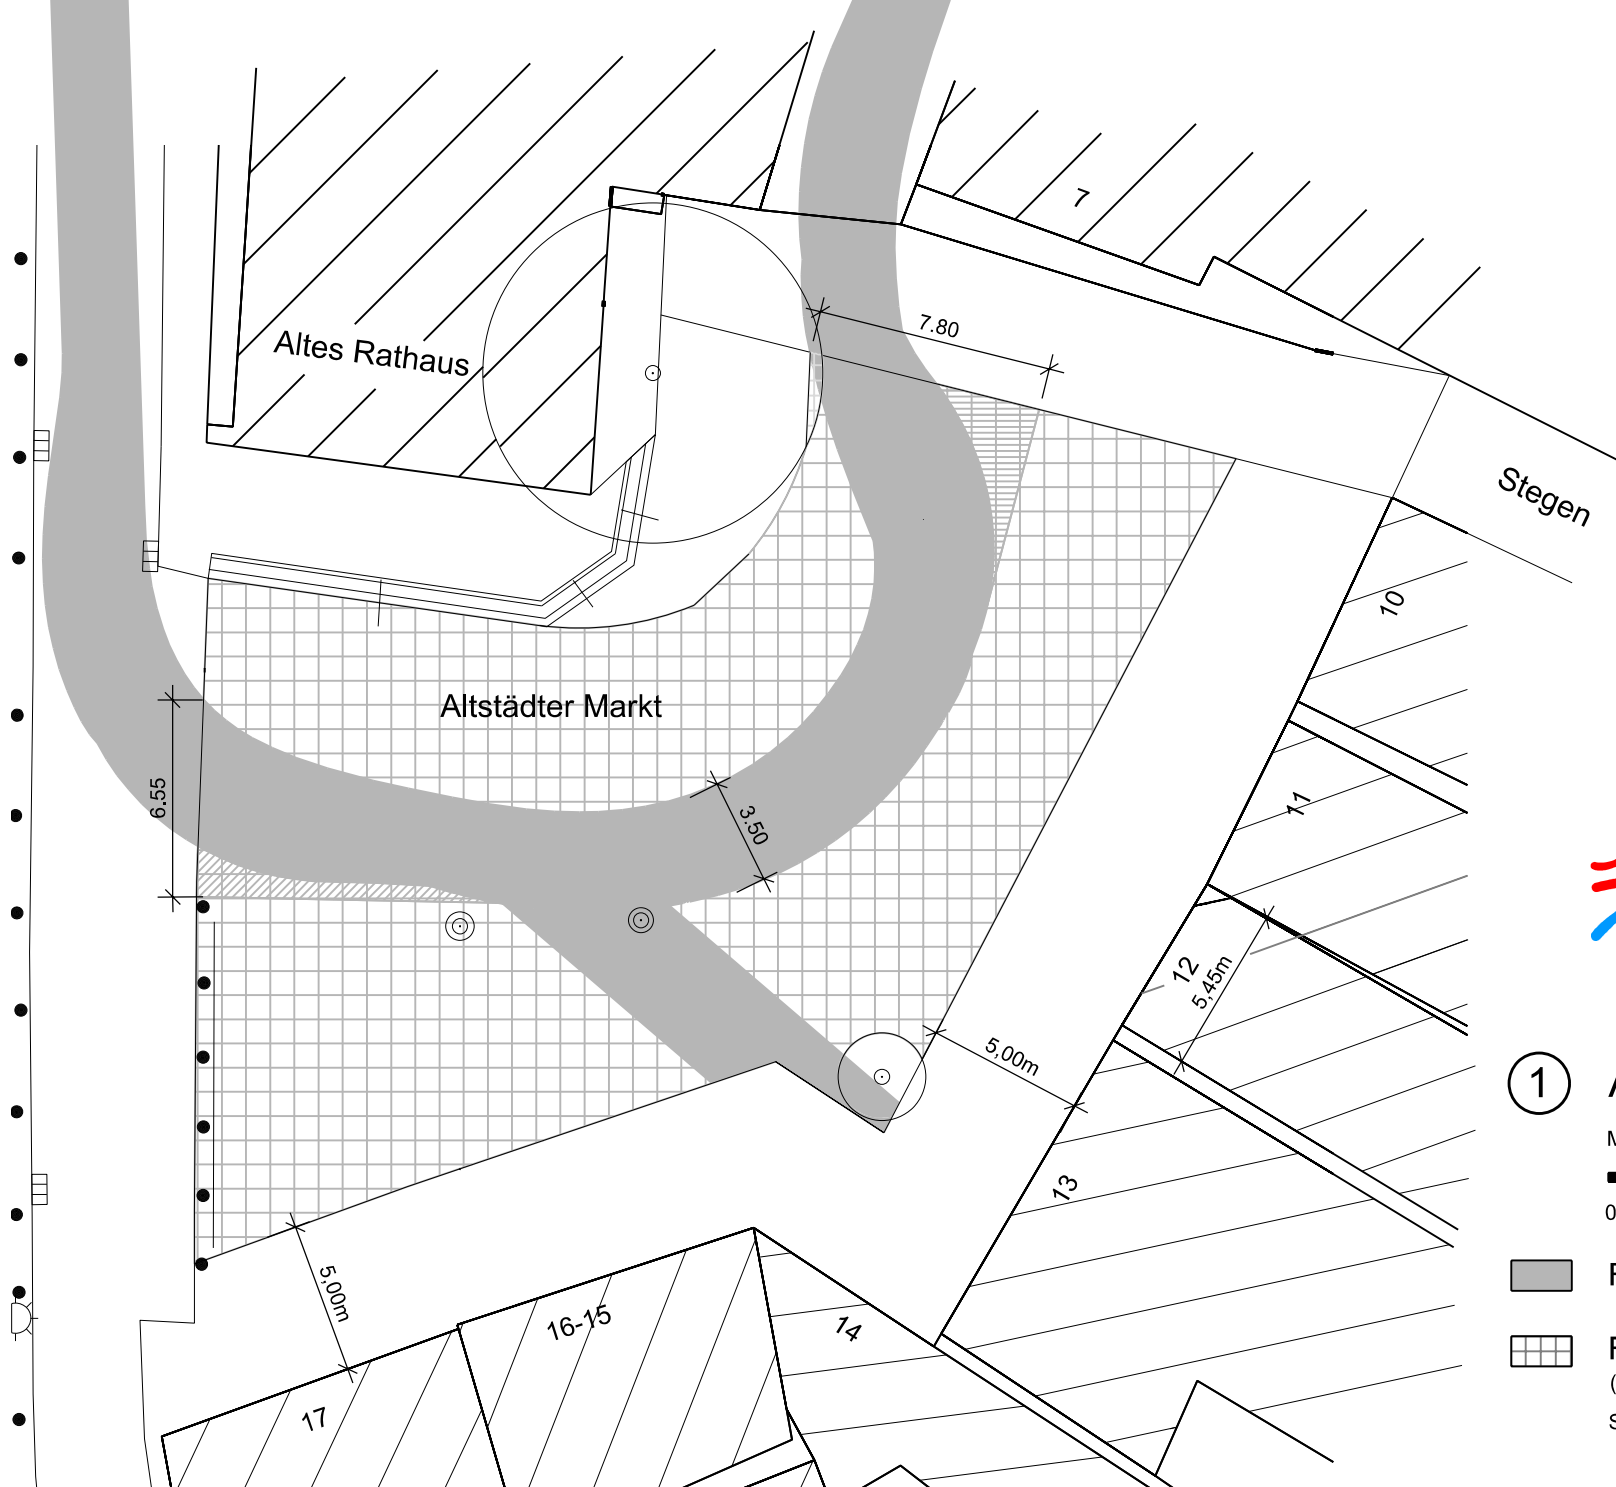 7
7.80
Altes Rathaus
Stegen
10
Altstädter Markt
6.55
3.50
11
12
5,45m
5,00m
1
13
5,00m
16-15
14
17